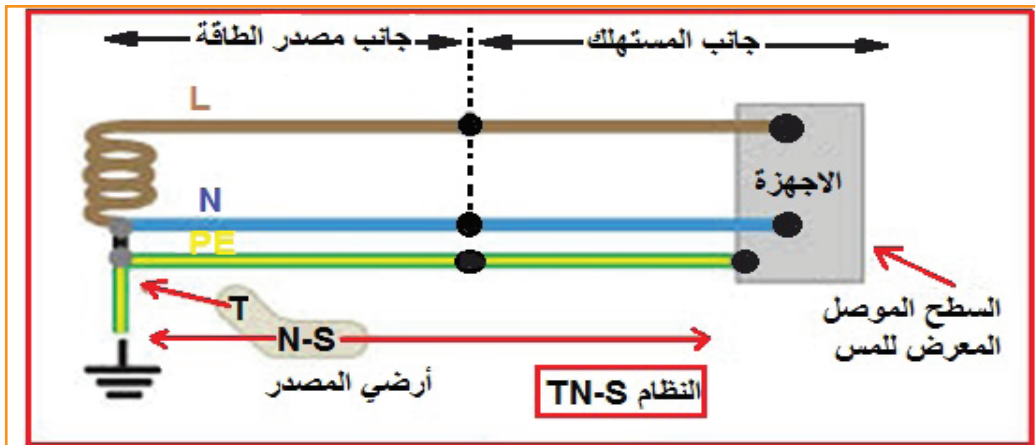 جانب المستهلك
جانب مصدر الطاقة
L
N
PE
الاجهزة
T
N-S
السطح الموصل
المعرض للمس
أرضي المصدر
النظام TN-S